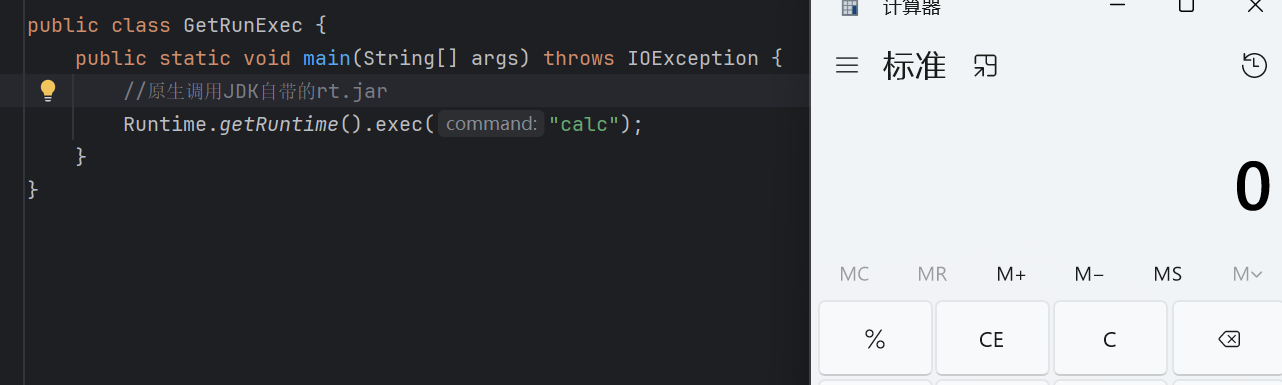 public class GetRunExec {
public static void main(String[] args) throws IOException {
//原生调用JDK自带的rt.jar
Runtime.getRuntime().exec( command: "calc");
}
}
计算器
标准
0
MC MR M+ M− MS M
% CE C